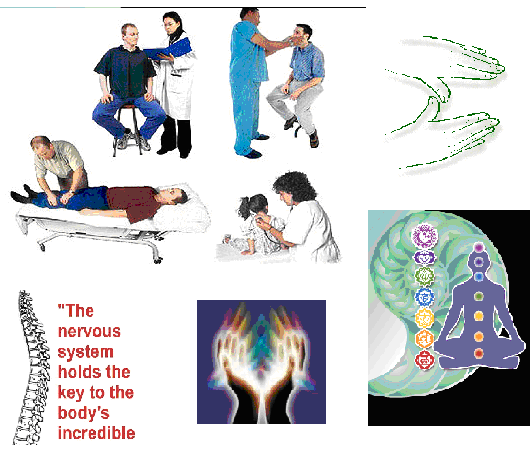 "The
nervous
system
holds the
key to the
body's
incredible